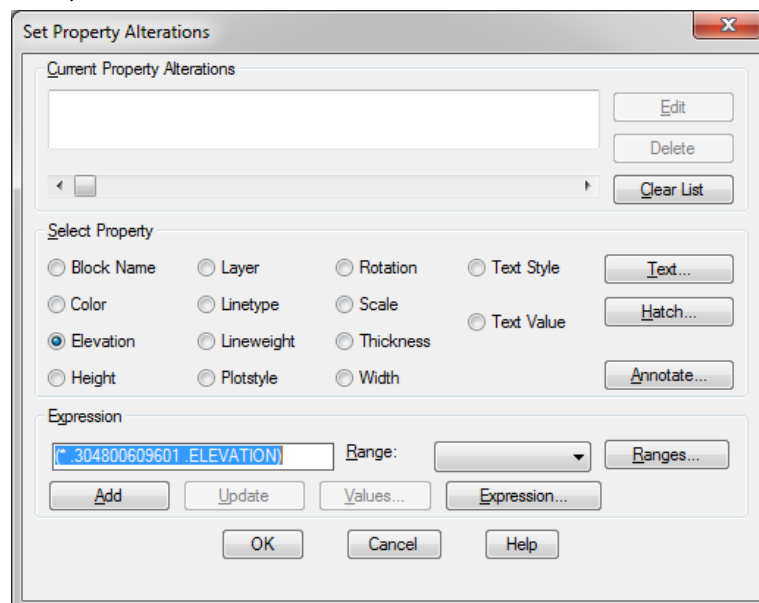 Set Property Alterations
Current Property Alterations
Edit
Delete
Clear List
Select Property
Block Name Layer Rotation Text Style Text...
Color Linetype Scale Text Value Hatch...
Elevation Lineweight Thickness
Height Plotstyle Width Annotate...
Expression
(* .304800609601 .ELEVATION) Range: Ranges...
Add Update Values... Expression...
OK Cancel Help